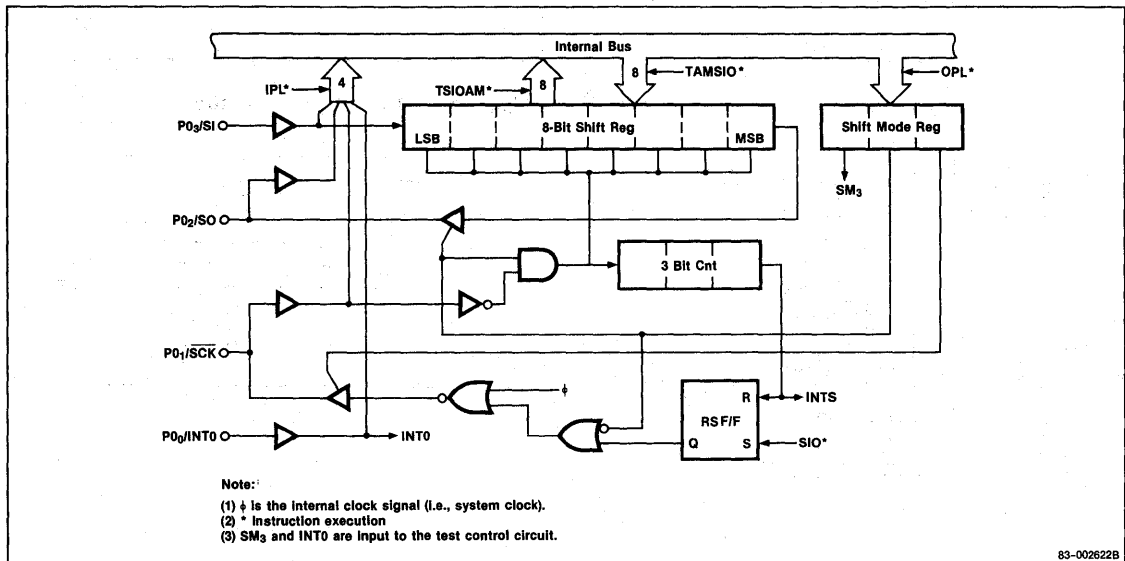 Internal Bus
IPL*
4
TSIOAM*
8
8
TAMSIO*
OPL*
P0₃/SI
8-Bit Shift Reg
LSB
MSB
Shift Mode Reg
SM₃
P0₂/SO
3 Bit Cnt
P0₁/S̅C̅K̅
ϕ
R
INTS
RS F/F
Q
S
SIO*
P0₀/INT0
INT0
Note:
(1) ϕ is the internal clock signal (i.e., system clock).
(2) * Instruction execution
(3) SM₃ and INT0 are input to the test control circuit.
83-002622B